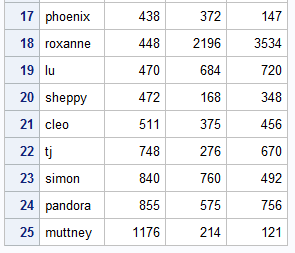 17 phoenix 438 372 147
18 roxanne 448 2196 3534
19 lu 470 684 720
20 sheppy 472 168 348
21 cleo 511 375 456
22 tj 748 276 670
23 simon 840 760 492
24 pandora 855 575 756
25 muttney 1176 214 121